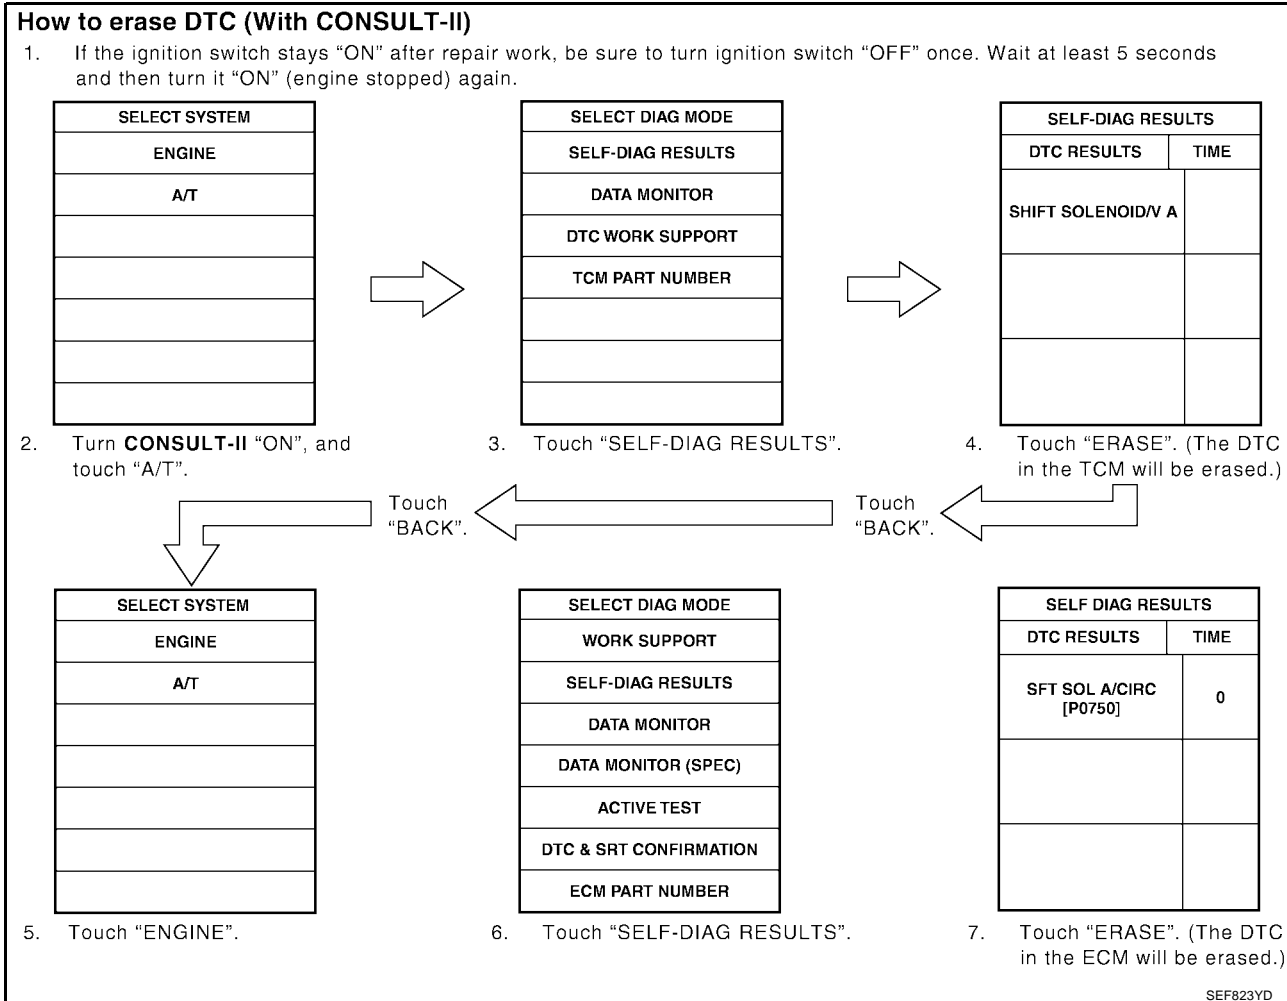 How to erase DTC (With CONSULT-II)
1. If the ignition switch stays “ON” after repair work, be sure to turn ignition switch “OFF” once. Wait at least 5 seconds
and then turn it “ON” (engine stopped) again.
SELECT SYSTEM
ENGINE
A/T
SELECT DIAG MODE
SELF-DIAG RESULTS
DATA MONITOR
DTC WORK SUPPORT
TCM PART NUMBER
SELF-DIAG RESULTS
DTC RESULTS TIME
SHIFT SOLENOID/V A
2. Turn CONSULT-II “ON”, and
touch “A/T”.
3. Touch “SELF-DIAG RESULTS”.
4. Touch “ERASE”. (The DTC
in the TCM will be erased.)
Touch
“BACK”.
Touch
“BACK”.
SELECT SYSTEM
ENGINE
A/T
SELECT DIAG MODE
WORK SUPPORT
SELF-DIAG RESULTS
DATA MONITOR
DATA MONITOR (SPEC)
ACTIVE TEST
DTC & SRT CONFIRMATION
ECM PART NUMBER
SELF DIAG RESULTS
DTC RESULTS TIME
SFT SOL A/CIRC 0
[P0750]
5. Touch “ENGINE”.
6. Touch “SELF-DIAG RESULTS”.
7. Touch “ERASE”. (The DTC
in the ECM will be erased.)
SEF823YD